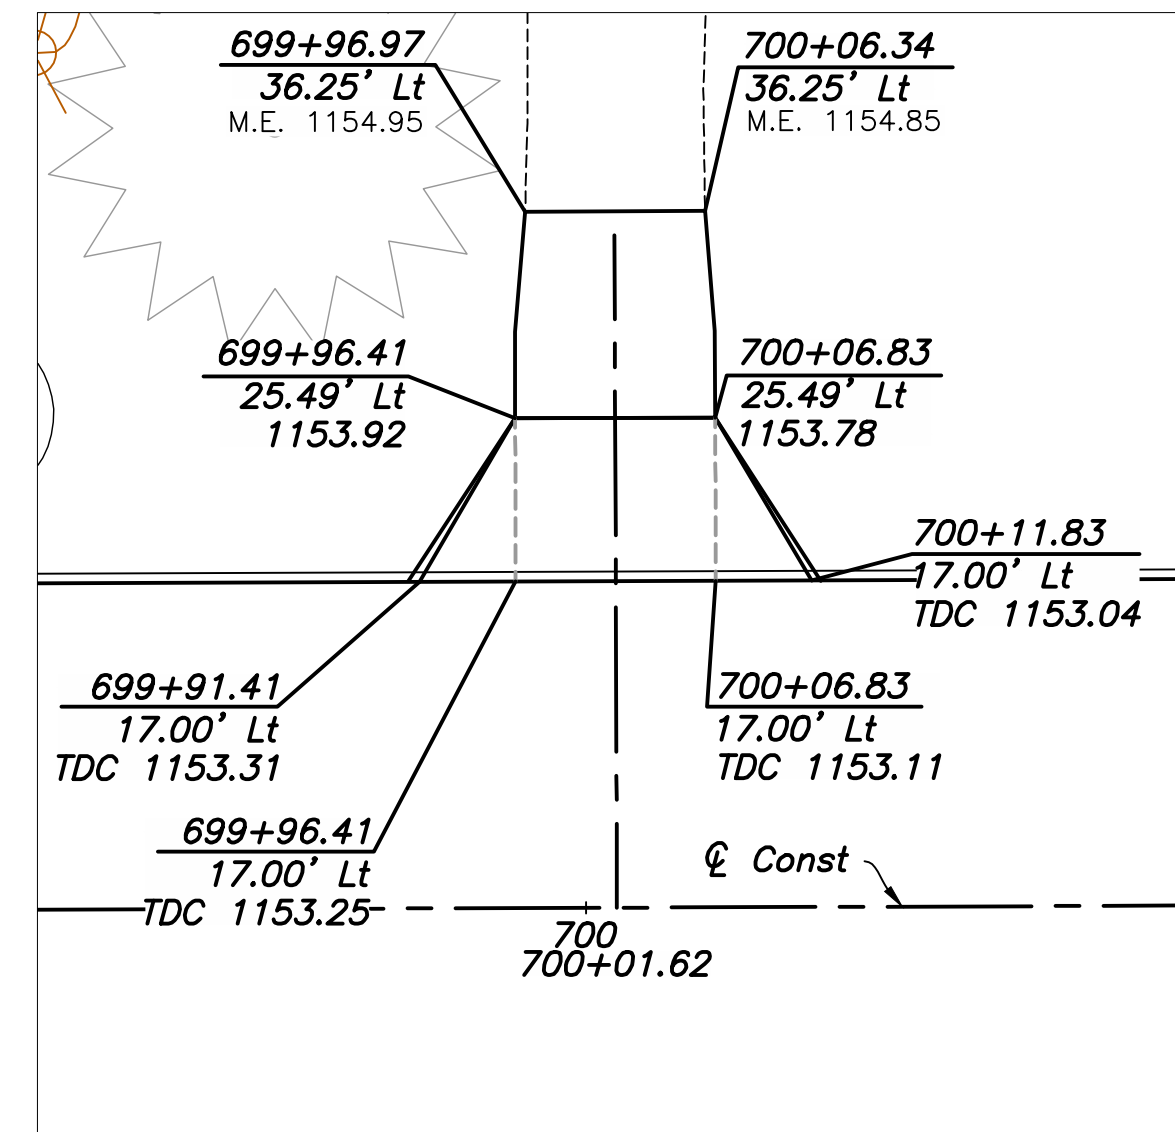 699+96.97
36.25' Lt
M.E. 1154.95
700+06.34
36.25' Lt
M.E. 1154.85
699+96.41
25.49' Lt
1153.92
700+06.83
25.49' Lt
1153.78
700+11.83
17.00' Lt
TDC 1153.04
699+91.41
17.00' Lt
TDC 1153.31
700+06.83
17.00' Lt
TDC 1153.11
699+96.41
17.00' Lt
TDC 1153.25
℄ Const
700
700+01.62